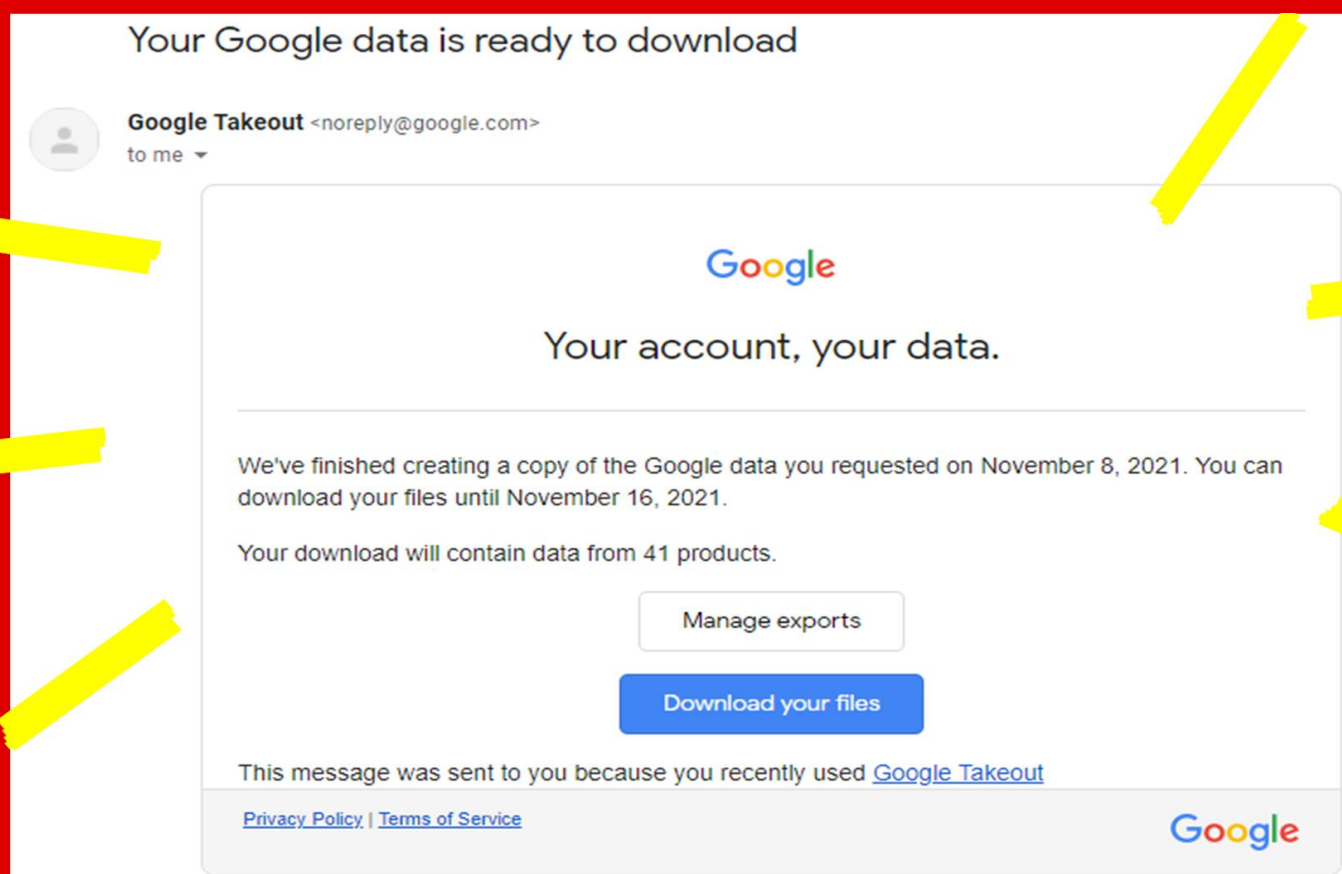 Your Google data is ready to download
Google Takeout <noreply@google.com>
to me
Google
Your account, your data.
We've finished creating a copy of the Google data you requested on November 8, 2021. You can
download your files until November 16, 2021.
Your download will contain data from 41 products.
Manage exports
Download your files
This message was sent to you because you recently used Google Takeout
Privacy Policy | Terms of Service
Google